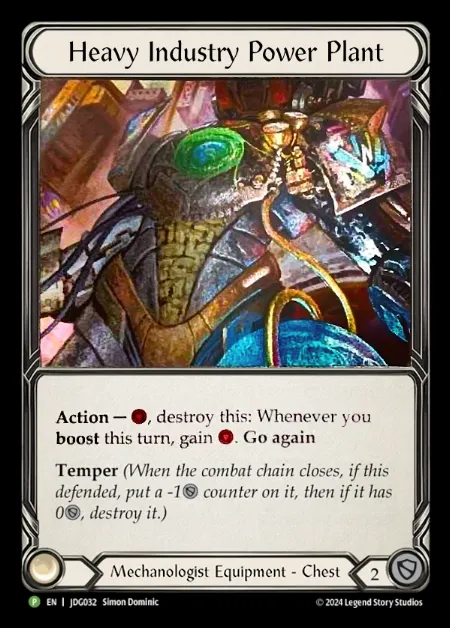 Heavy Industry Power Plant
Action — , destroy this: Whenever you
boost this turn, gain . Go again
Temper (When the combat chain closes, if this
defended, put a -1 counter on it, then if it has
0 , destroy it.)
Mechanologist Equipment - Chest
2
P EN | JDG032 Simon Dominic
© 2024 Legend Story Studios